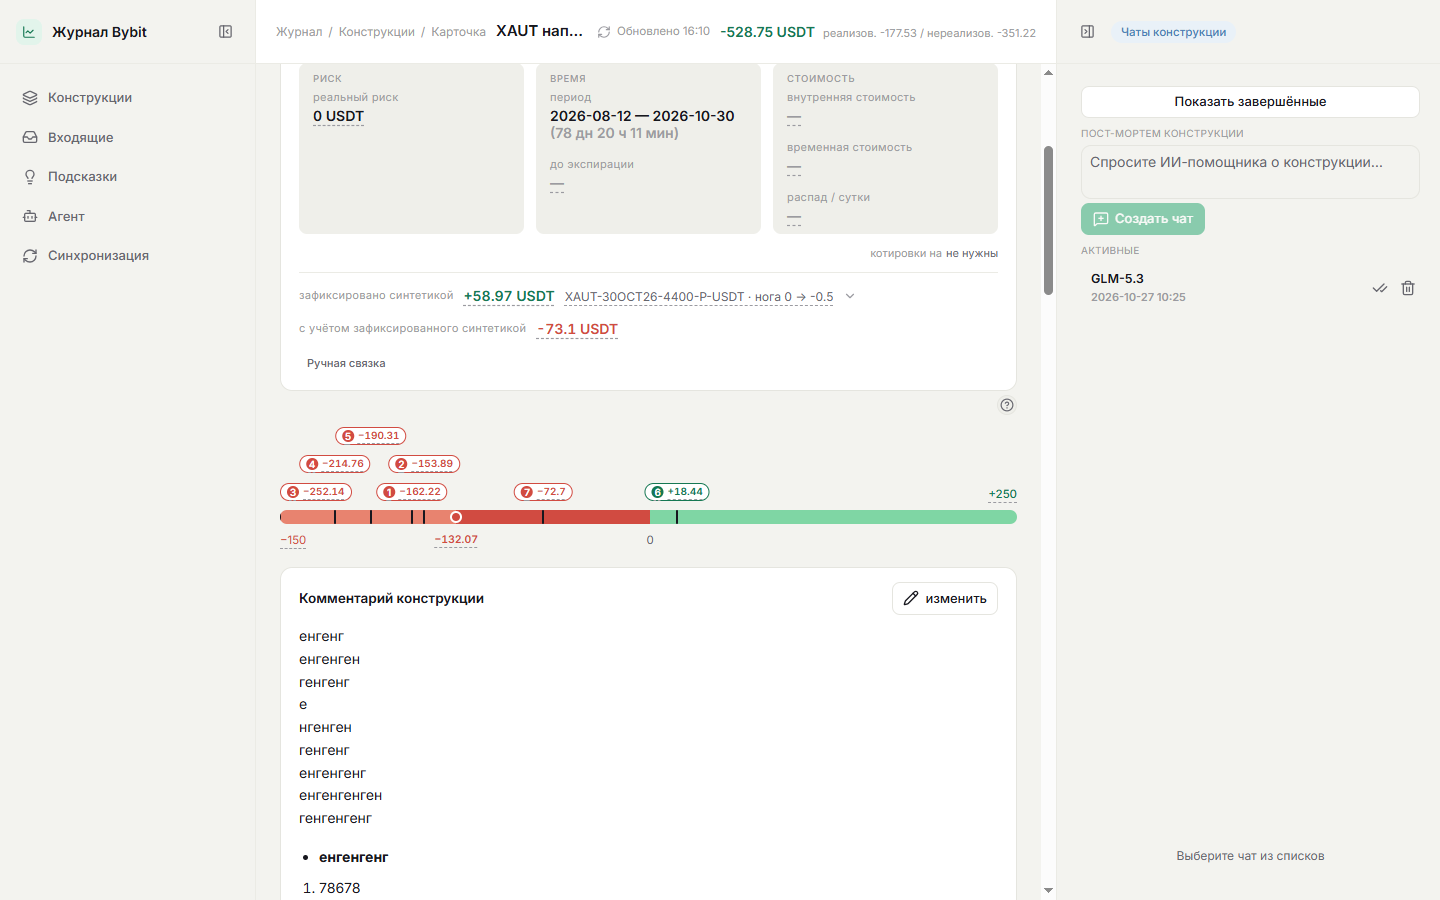 Журнал Bybit
Журнал / Конструкции / Карточка XAUT нап... Обновлено 16:10 -528.75 USDT реализов. -177.53 / нереализов. -351.22
Чаты конструкции
Конструкции
Входящие
Подсказки
Агент
Синхронизация
РИСК
реальный риск
0 USDT
ВРЕМЯ
период
2026-08-12 — 2026-10-30
(78 дн 20 ч 11 мин)
до экспирации
—
СТОИМОСТЬ
внутренняя стоимость
—
временная стоимость
—
распад / сутки
—
котировки на не нужны
зафиксировано синтетикой +58.97 USDT XAUT-30OCT26-4400-P-USDT · нога 0 → -0.5
с учётом зафиксированного синтетикой -73.1 USDT
Ручная связка
5 −190.31
4 −214.76 2 −153.89
3 −252.14 1 −162.22 7 −72.7 6 +18.44 +250
−150 −132.07 0
Комментарий конструкции
изменить
енгенг
енгенген
генгенг
е
нгенген
генгенг
енгенгенг
енгенгенген
генгенгенг
• енгенгенг
1. 78678
Показать завершённые
ПОСТ-МОРТЕМ КОНСТРУКЦИИ
Спросите ИИ-помощника о конструкции...
Создать чат
АКТИВНЫЕ
GLM-5.3
2026-10-27 10:25
Выберите чат из списков